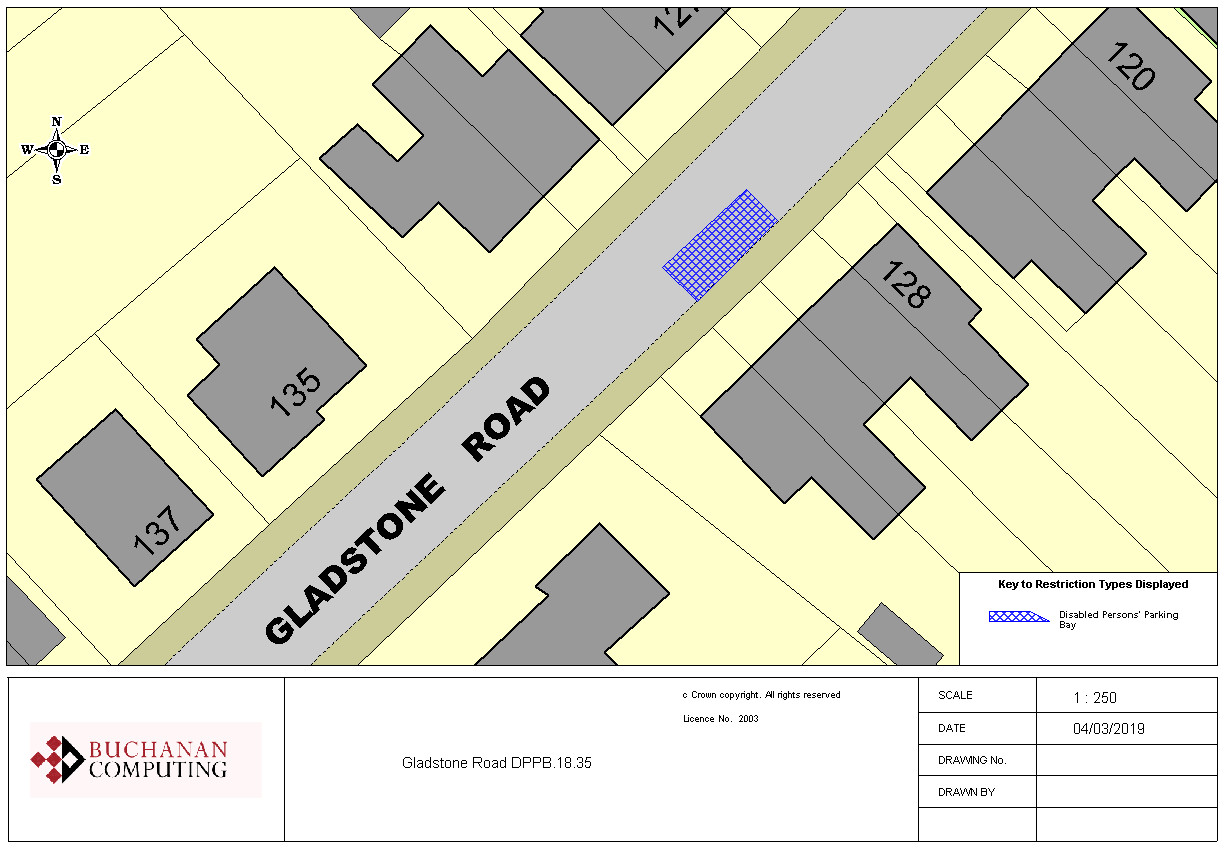 127
120
N
W E
S
128
135
137
GLADSTONE ROAD
Key to Restriction Types Displayed
Disabled Persons' Parking
Bay
c Crown copyright. All rights reserved
Licence No. 2003
BUCHANAN
COMPUTING
Gladstone Road DPPB.18.35
SCALE 1 : 250
DATE 04/03/2019
DRAWING No.
DRAWN BY